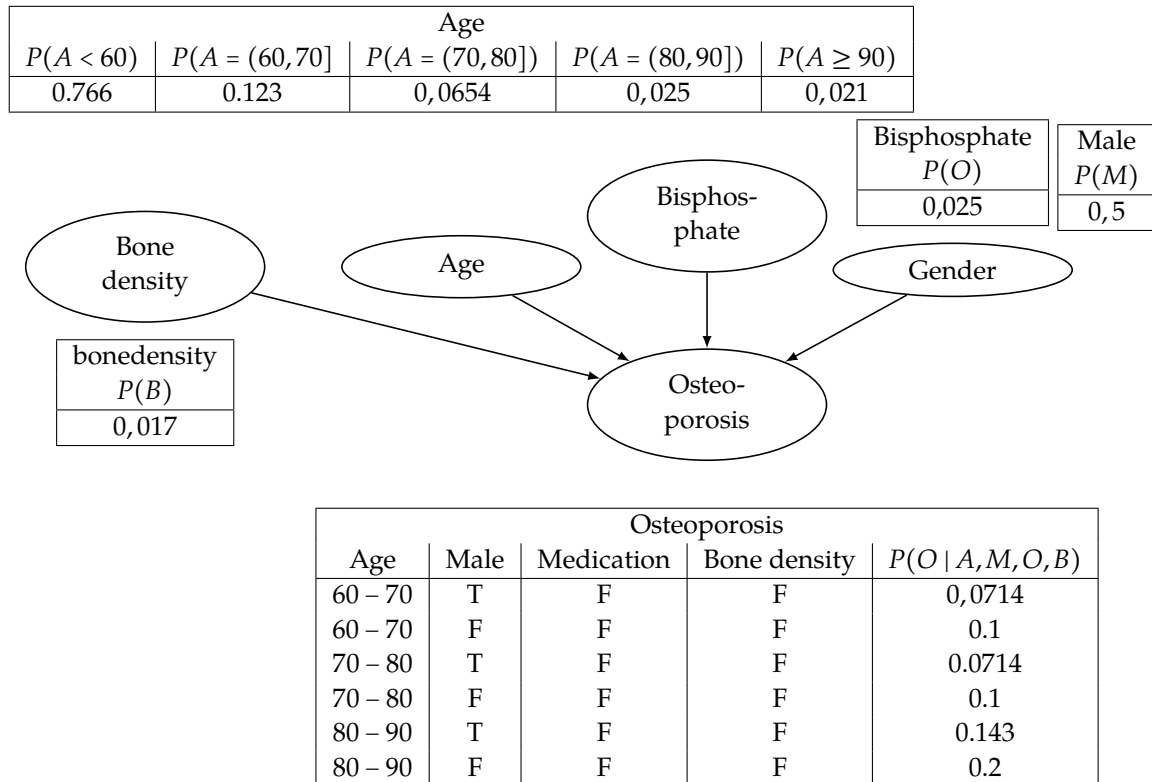 Age
P(A < 60) P(A = (60, 70] P(A = (70, 80]) P(A = (80, 90]) P(A ≥ 90)
0.766 0.123 0, 0654 0, 025 0, 021
Bisphosphate
P(O)
0,025
Male
P(M)
0, 5
Bone
density
Age
Bisphos-
phate
Gender
bonedensity
P(B)
0, 017
Osteo-
porosis
Osteoporosis
Age Male Medication Bone density P(O | A, M, O, B)
60 – 70 T F F 0, 0714
60 – 70 F F F 0.1
70 – 80 T F F 0.0714
70 – 80 F F F 0.1
80 – 90 T F F 0.143
80 – 90 F F F 0.2